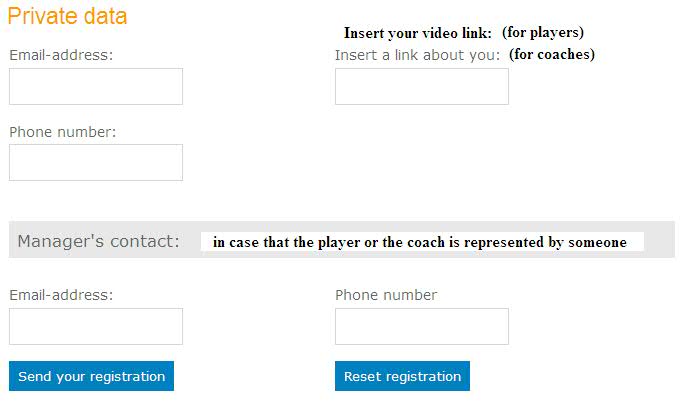 Private data
Insert your video link: (for players)
Email-address:
Insert a link about you: (for coaches)
Phone number:
Manager's contact: in case that the player or the coach is represented by someone
Email-address:
Phone number
Send your registration
Reset registration